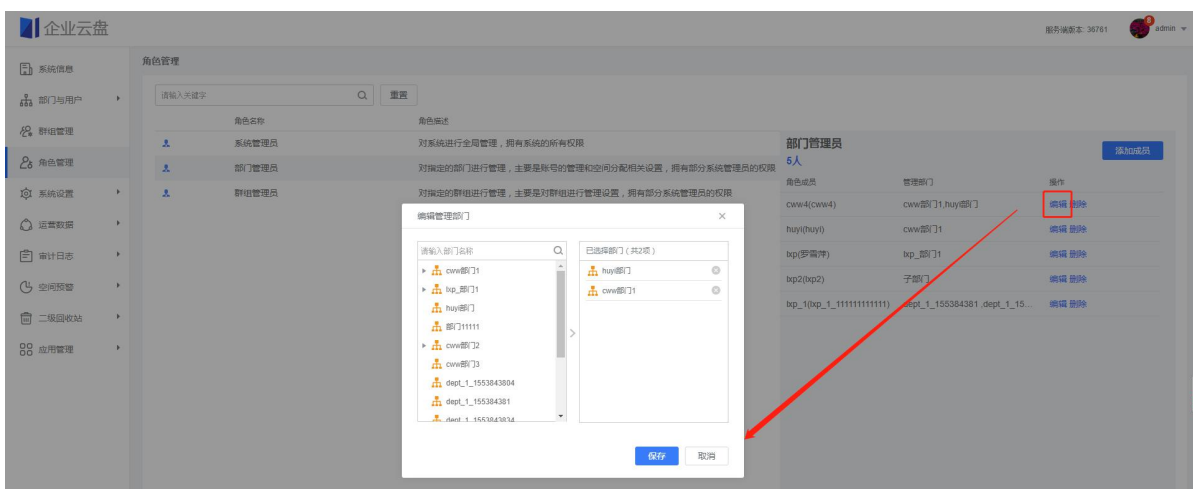 企业云盘
服务端版本: 36761
8
admin
系统信息
部门与用户
群组管理
角色管理
系统设置
运营数据
审计日志
空间预警
二级回收站
应用管理
角色管理
请输入关键字
重置
角色名称 角色描述
系统管理员 对系统进行全局管理，拥有系统的所有权限
部门管理员 对指定的部门进行管理，主要是账号的管理和空间分配相关设置，拥有部分系统管理员的权限
群组管理员 对指定的群组进行管理，主要是对群组进行管理设置，拥有部分系统管理员的权限
部门管理员
5人
添加成员
角色成员 管理部门 操作
cww4(cww4) cww部门1,huyi部门 编辑 删除
huyi(huyi) cww部门1 编辑 删除
lxp(罗雪萍) lxp_部门1 编辑 删除
lxp2(lxp2) 子部门 编辑 删除
lxp_1(lxp_1_111111111111) dept_1_155384381 ,dept_1_15... 编辑 删除
编辑管理部门
请输入部门名称
cww部门1
lxp_部门1
huyi部门
部门11111
cww部门2
cww部门3
dept_1_1553843804
dept_1_155384381
dept_1_1553843834
已选择部门（共2项）
huyi部门
cww部门1
保存 取消